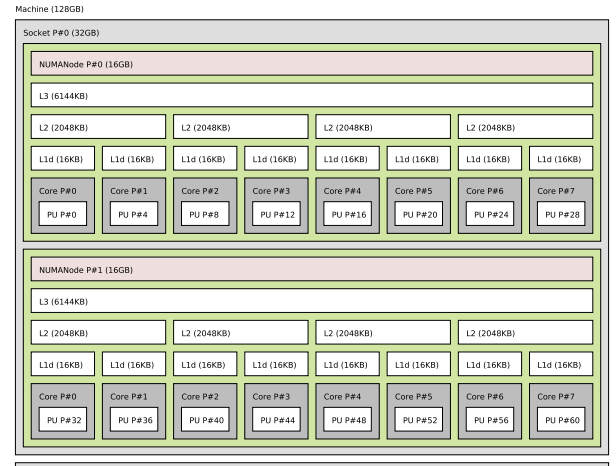 Machine (128GB)
Socket P#0 (32GB)
NUMANode P#0 (16GB)
L3 (6144KB)
L2 (2048KB) L2 (2048KB) L2 (2048KB) L2 (2048KB)
L1d (16KB) L1d (16KB) L1d (16KB) L1d (16KB) L1d (16KB) L1d (16KB) L1d (16KB) L1d (16KB)
Core P#0 Core P#1 Core P#2 Core P#3 Core P#4 Core P#5 Core P#6 Core P#7
PU P#0 PU P#4 PU P#8 PU P#12 PU P#16 PU P#20 PU P#24 PU P#28
NUMANode P#1 (16GB)
L3 (6144KB)
L2 (2048KB) L2 (2048KB) L2 (2048KB) L2 (2048KB)
L1d (16KB) L1d (16KB) L1d (16KB) L1d (16KB) L1d (16KB) L1d (16KB) L1d (16KB) L1d (16KB)
Core P#0 Core P#1 Core P#2 Core P#3 Core P#4 Core P#5 Core P#6 Core P#7
PU P#32 PU P#36 PU P#40 PU P#44 PU P#48 PU P#52 PU P#56 PU P#60